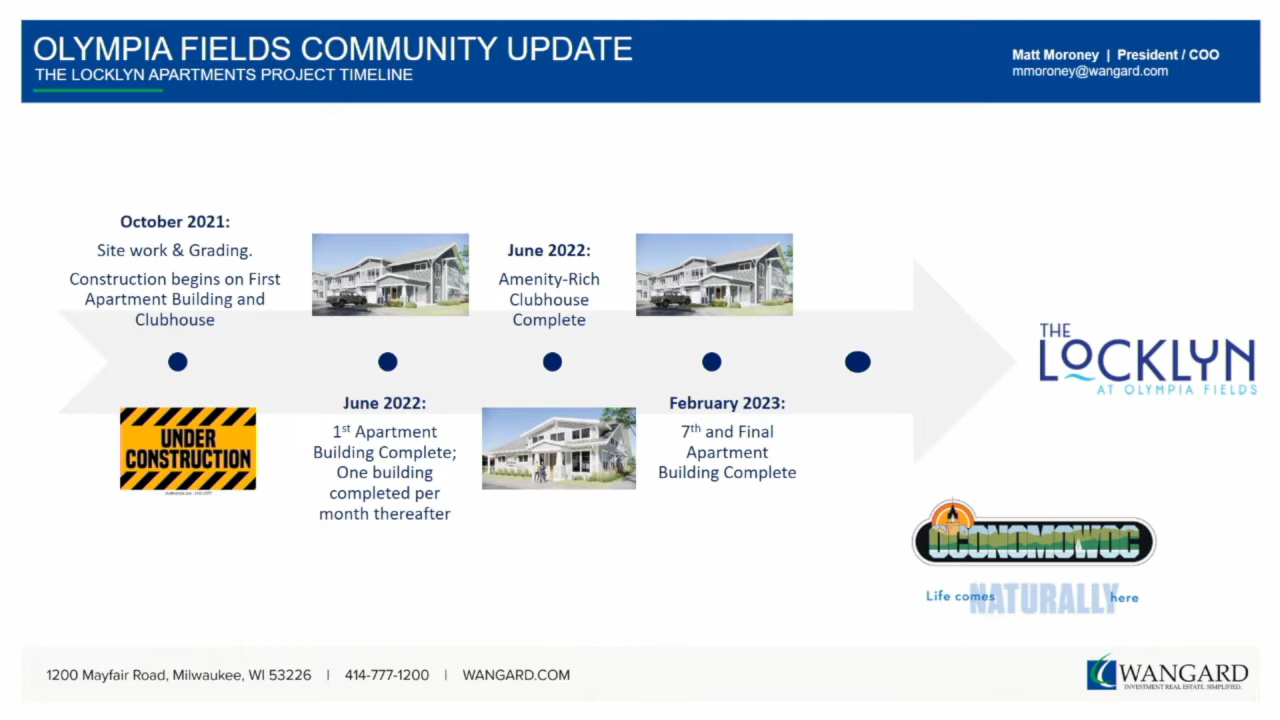 OLYMPIA FIELDS COMMUNITY UPDATE
THE LOCKLYN APARTMENTS PROJECT TIMELINE
Matt Moroney | President / COO
mmoroney@wangard.com
October 2021:
Site work & Grading.
Construction begins on First
Apartment Building and
Clubhouse
June 2022:
Amenity-Rich
Clubhouse
Complete
THE
LOCKLYN
AT OLYMPIA FIELDS
UNDER
CONSTRUCTION
June 2022:
1st Apartment
Building Complete;
One building
completed per
month thereafter
February 2023:
7th and Final
Apartment
Building Complete
OCONOMOWOC
Life comes NATURALLY here
1200 Mayfair Road, Milwaukee, WI 53226 | 414-777-1200 | WANGARD.COM
WANGARD
INVESTMENT REAL ESTATE. SIMPLIFIED.